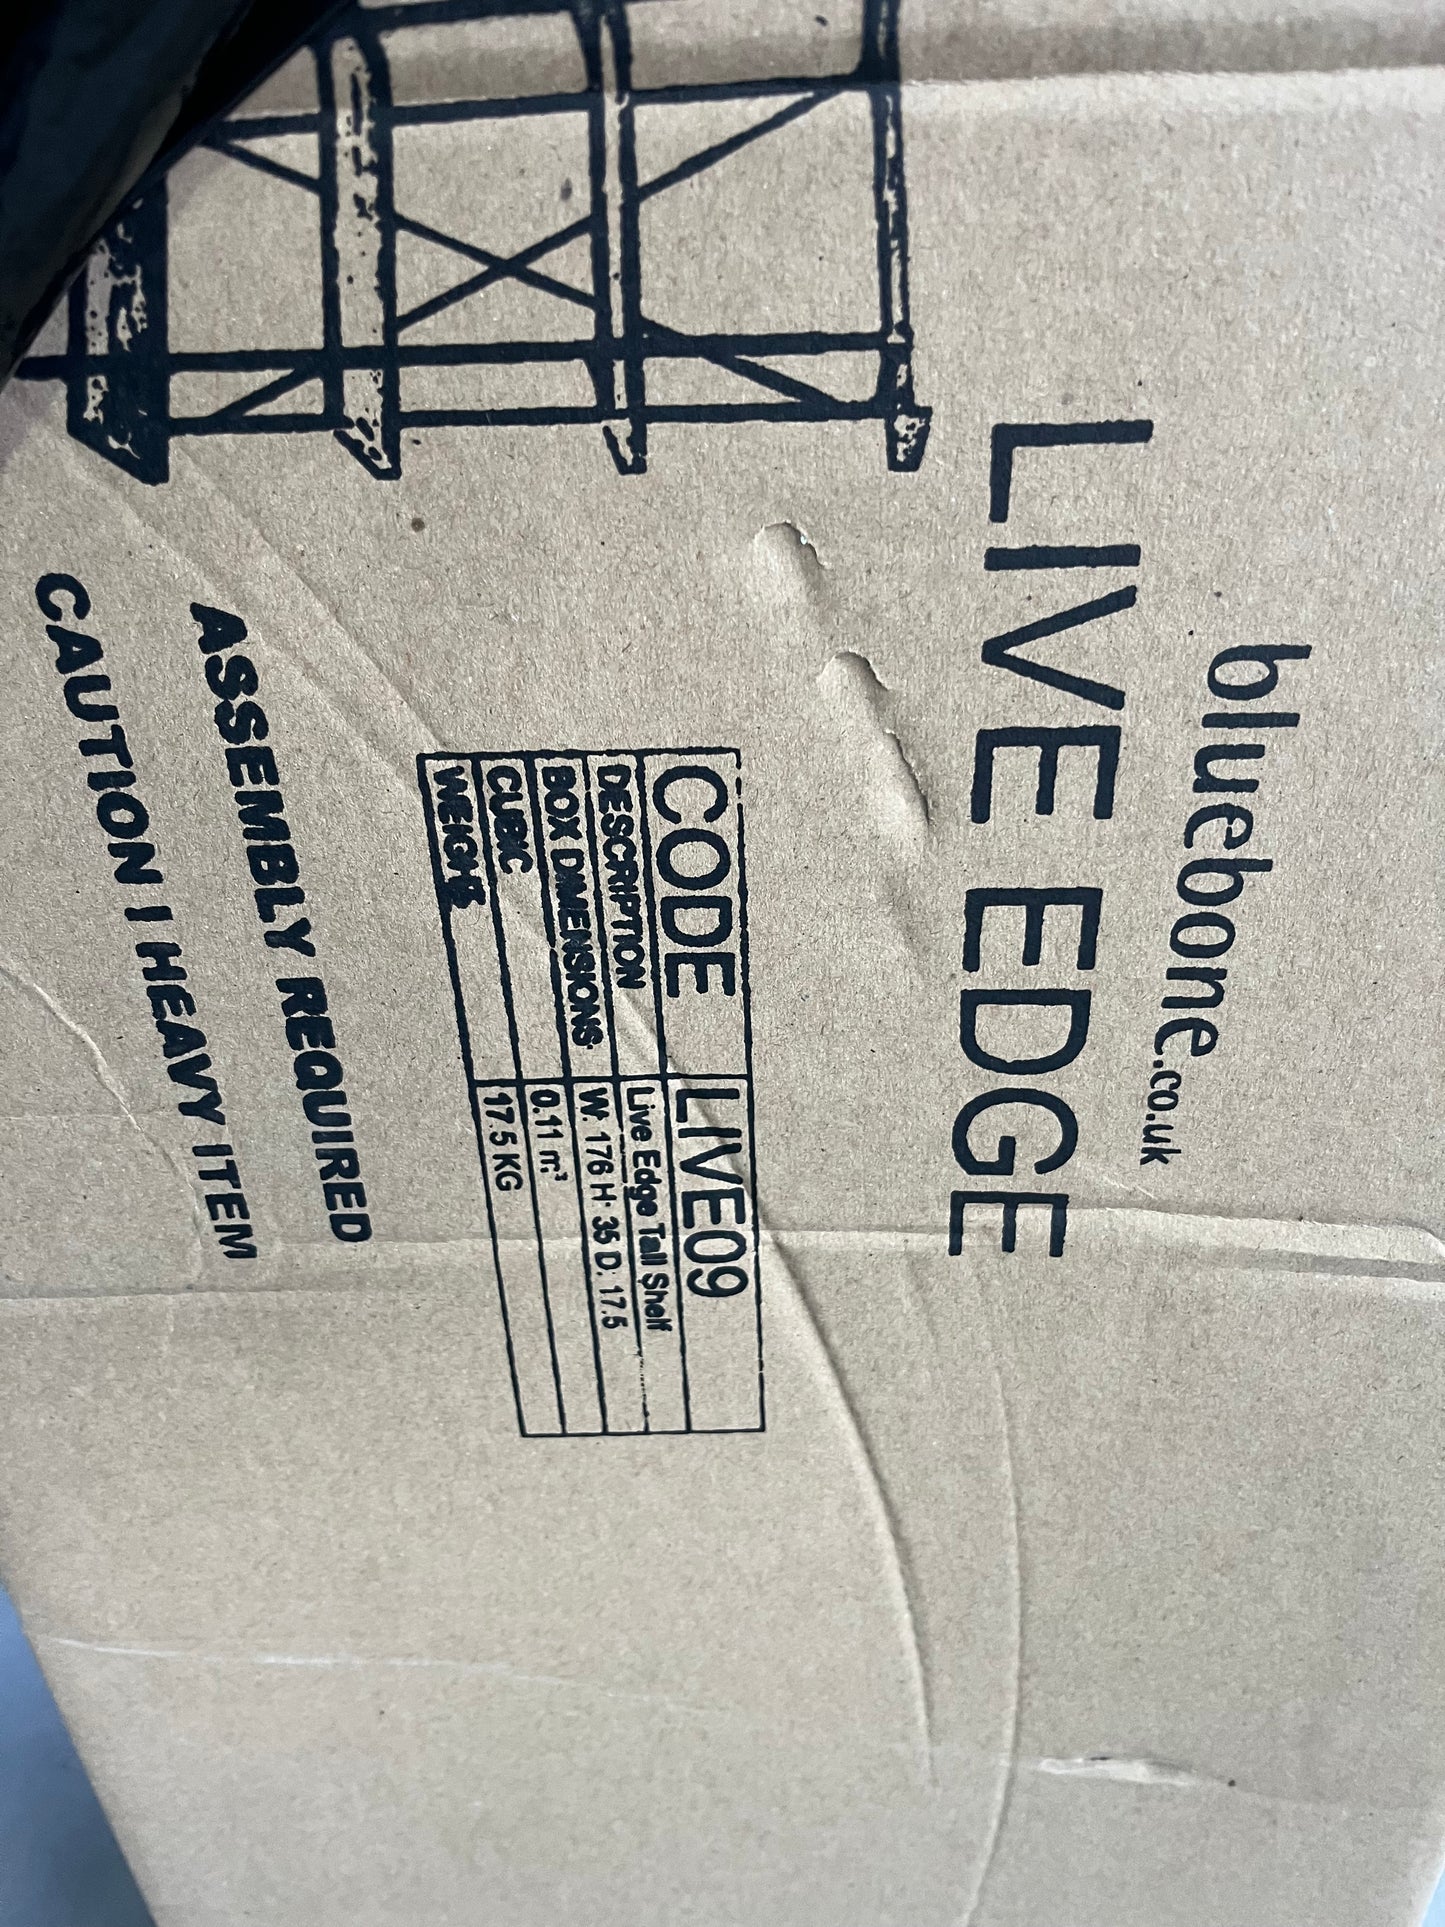 bluebone.co.uk
LIVE EDGE
CODE LIVE09
DESCRIPTION Live Edge Tall Shelf
BOX DIMENSIONS W: 176 H: 35 D: 17.5
CUBIC 0.11 m³
WEIGHT 17.5 KG
ASSEMBLY REQUIRED
CAUTION ! HEAVY ITEM